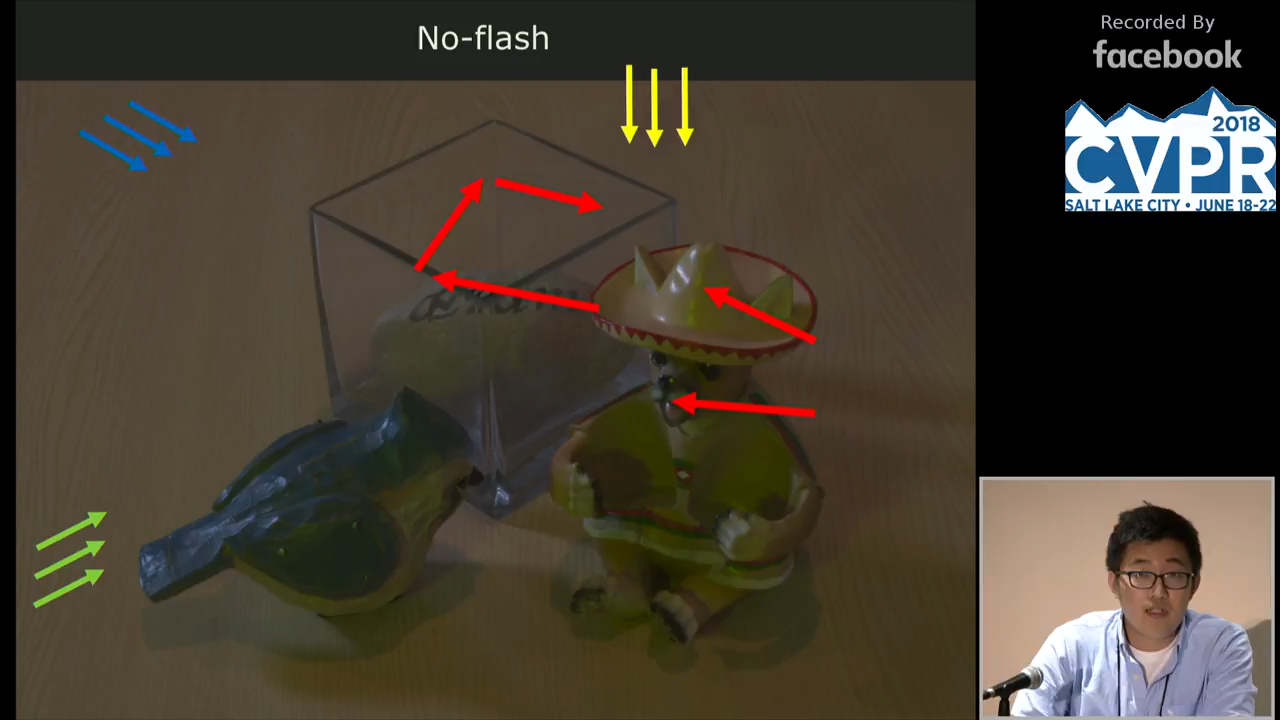 No-flash
Recorded By
facebook
2018
CVPR
SALT LAKE CITY • JUNE 18-22